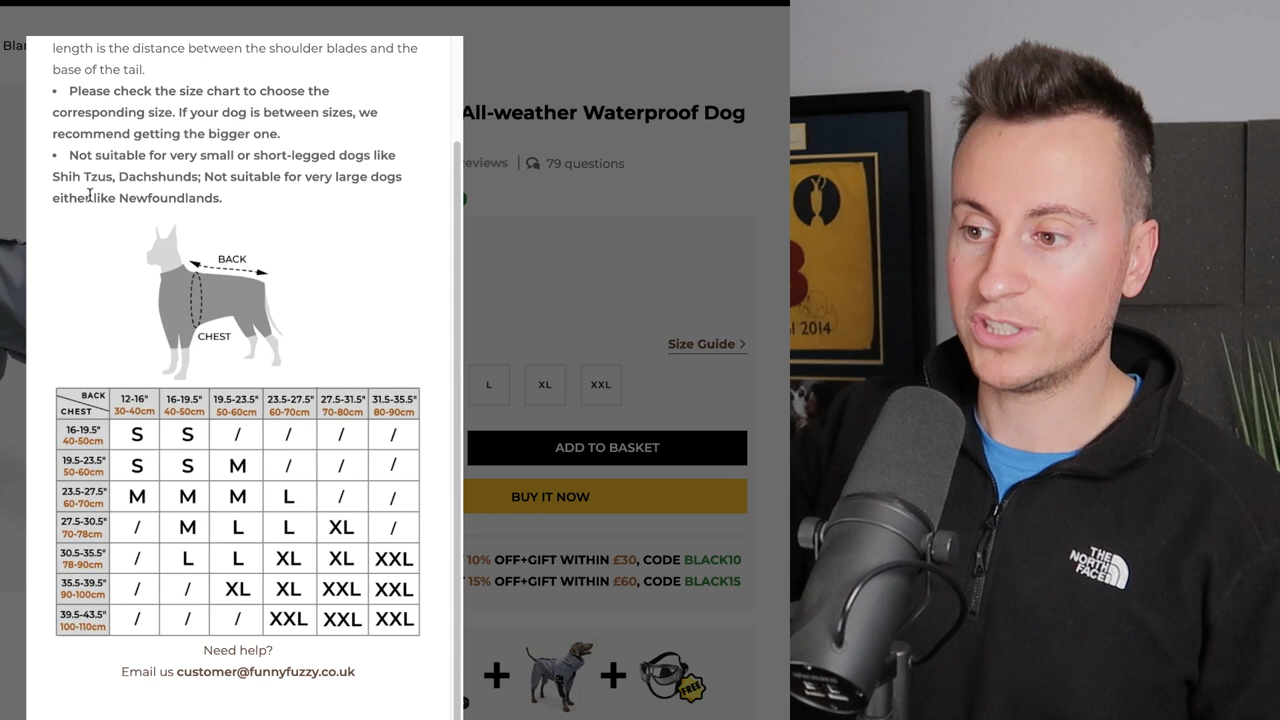 Blar
length is the distance between the shoulder blades and the
base of the tail.
• Please check the size chart to choose the
corresponding size. If your dog is between sizes, we
recommend getting the bigger one.
• Not suitable for very small or short-legged dogs like
Shih Tzus, Dachshunds; Not suitable for very large dogs
either like Newfoundlands.
BACK
CHEST
BACK 12-16" 16-19.5" 19.5-23.5" 23.5-27.5" 27.5-31.5" 31.5-35.5"
CHEST 30-40cm 40-50cm 50-60cm 60-70cm 70-80cm 80-90cm
16-19.5" 40-50cm S S / / / /
19.5-23.5" 50-60cm S S M / / /
23.5-27.5" 60-70cm M M M L / /
27.5-30.5" 70-78cm / M L L XL /
30.5-35.5" 78-90cm / L L XL XL XXL
35.5-39.5" 90-100cm / / XL XL XXL XXL
39.5-43.5" 100-110cm / / / XXL XXL XXL
Need help?
Email us customer@funnyfuzzy.co.uk
All-weather Waterproof Dog
eviews | 79 questions
Size Guide >
L XL XXL
ADD TO BASKET
BUY IT NOW
10% OFF+GIFT WITHIN £30, CODE BLACK10
15% OFF+GIFT WITHIN £60, CODE BLACK15
+ + FREE
2014
THE
NORTH
FACE